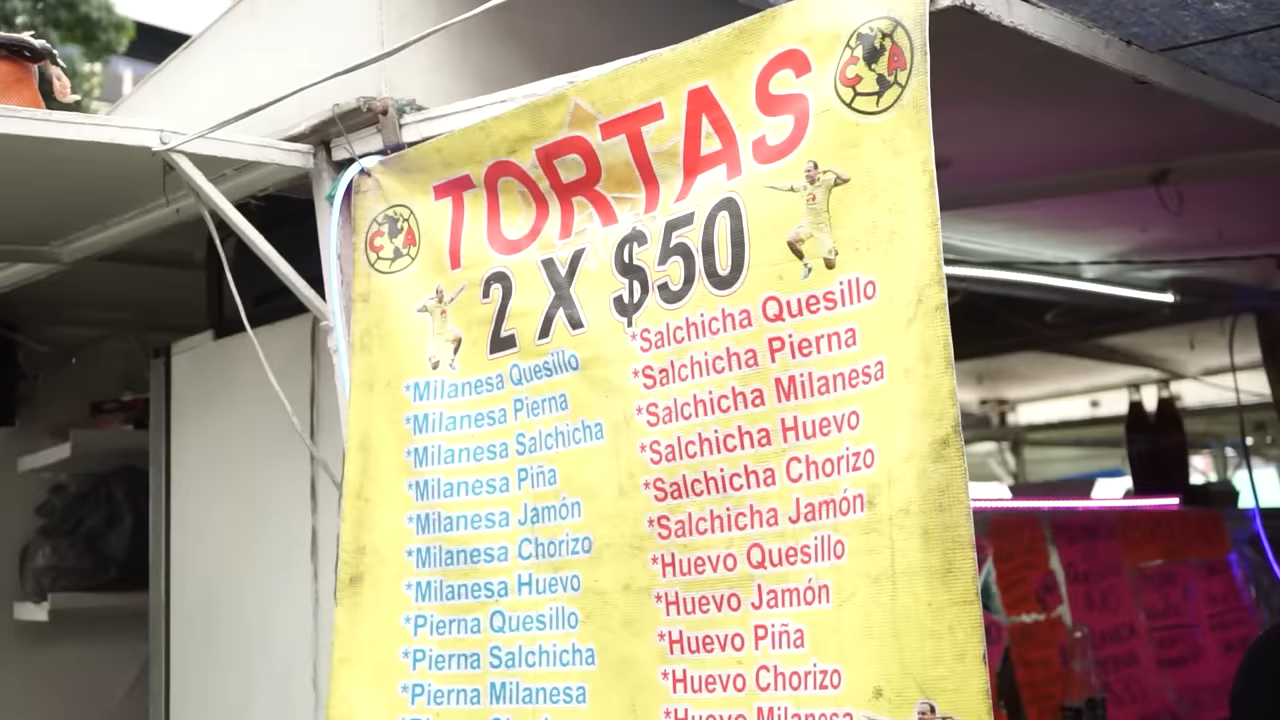 TORTAS
2 X $50
*Milanesa Quesillo
*Milanesa Pierna
*Milanesa Salchicha
*Milanesa Piña
*Milanesa Jamón
*Milanesa Chorizo
*Milanesa Huevo
*Pierna Quesillo
*Pierna Salchicha
*Pierna Milanesa
*Salchicha Quesillo
*Salchicha Pierna
*Salchicha Milanesa
*Salchicha Huevo
*Salchicha Chorizo
*Salchicha Jamón
*Huevo Quesillo
*Huevo Jamón
*Huevo Piña
*Huevo Chorizo
*Huevo Milanesa
CA
CA